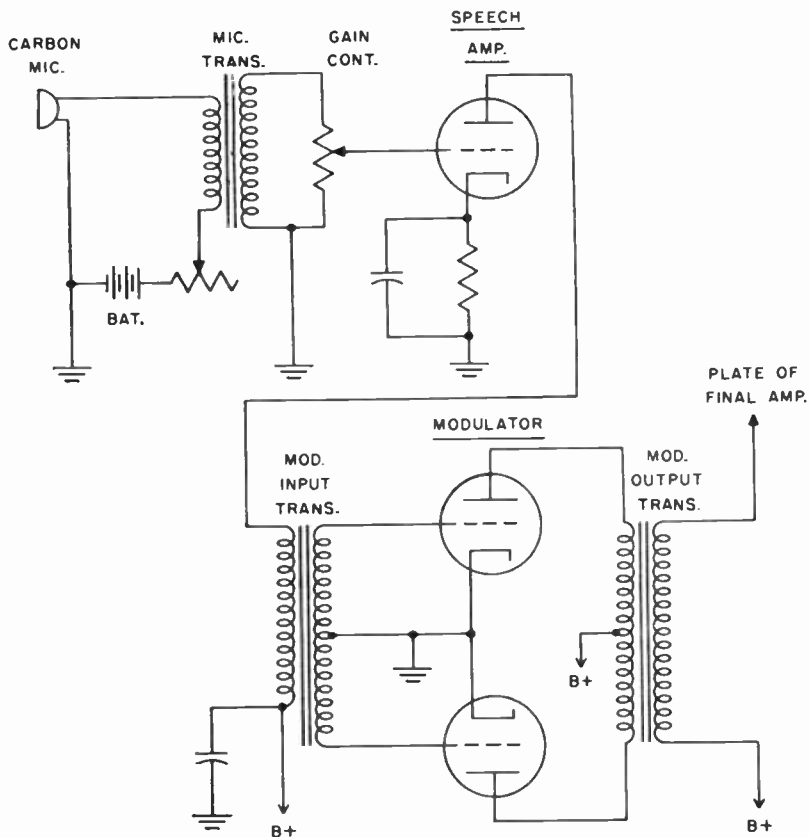 CARBON
MIC.
MIC.
TRANS.
GAIN
CONT.
SPEECH
AMP.
BAT.
PLATE OF
FINAL AMP.
MODULATOR
MOD.
INPUT
TRANS.
MOD.
OUTPUT
TRANS.
B+
B+
B+